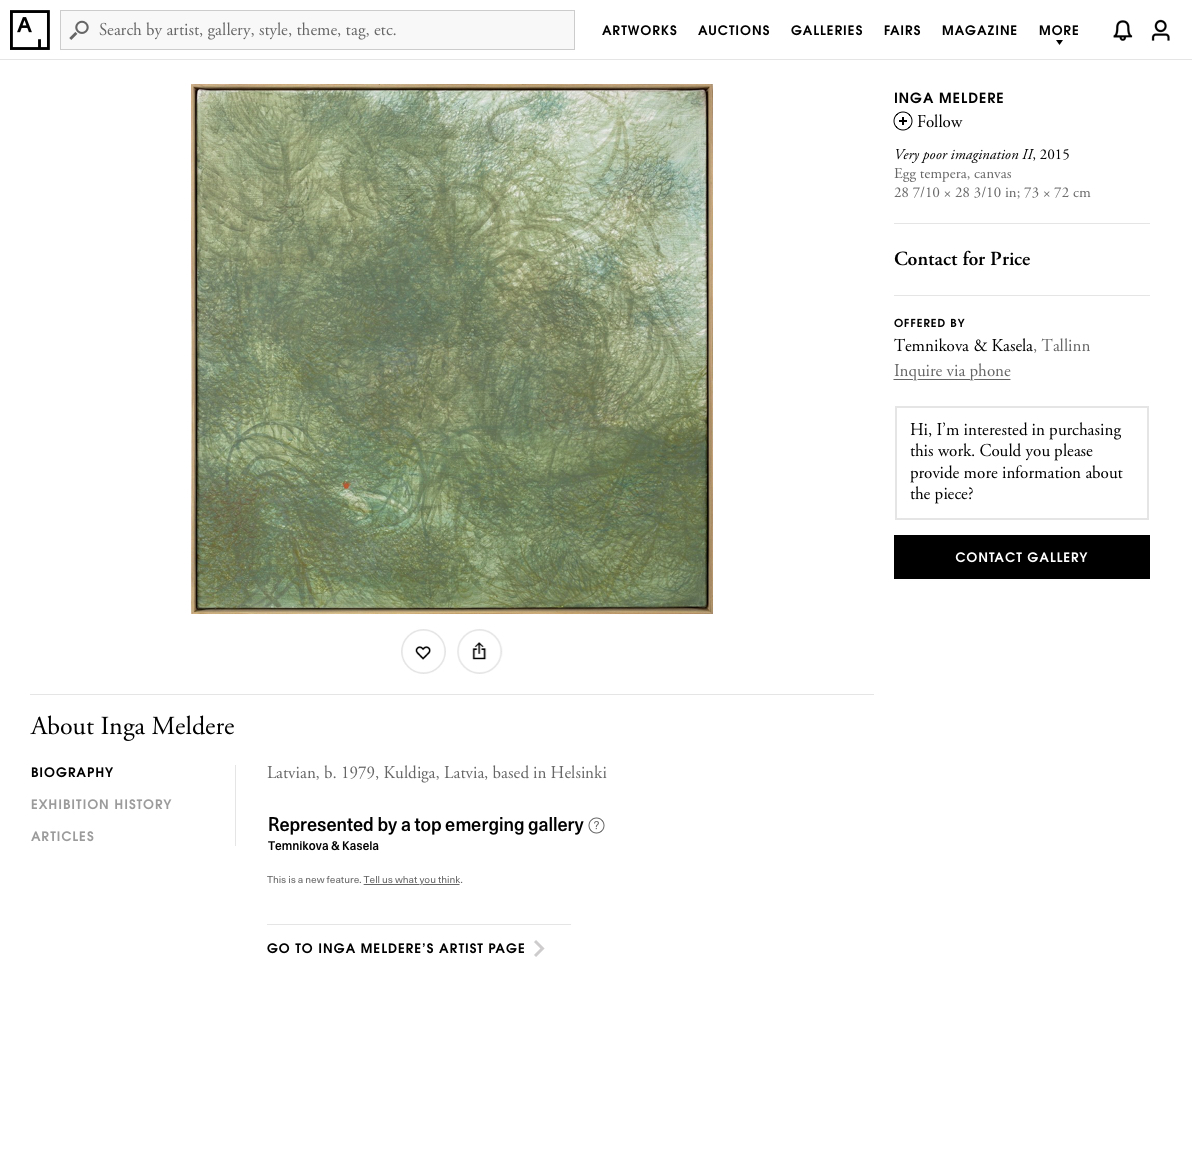 A
Search by artist, gallery, style, theme, tag, etc.
ARTWORKS
AUCTIONS
GALLERIES
FAIRS
MAGAZINE
MORE
INGA MELDERE
Follow
Very poor imagination II, 2015
Egg tempera, canvas
28 7/10 × 28 3/10 in; 73 × 72 cm
Contact for Price
OFFERED BY
Temnikova & Kasela, Tallinn
Inquire via phone
Hi, I’m interested in purchasing
this work. Could you please
provide more information about
the piece?
CONTACT GALLERY
About Inga Meldere
BIOGRAPHY
EXHIBITION HISTORY
ARTICLES
Latvian, b. 1979, Kuldiga, Latvia, based in Helsinki
Represented by a top emerging gallery ?
Temnikova & Kasela
This is a new feature. Tell us what you think.
GO TO INGA MELDERE’S ARTIST PAGE